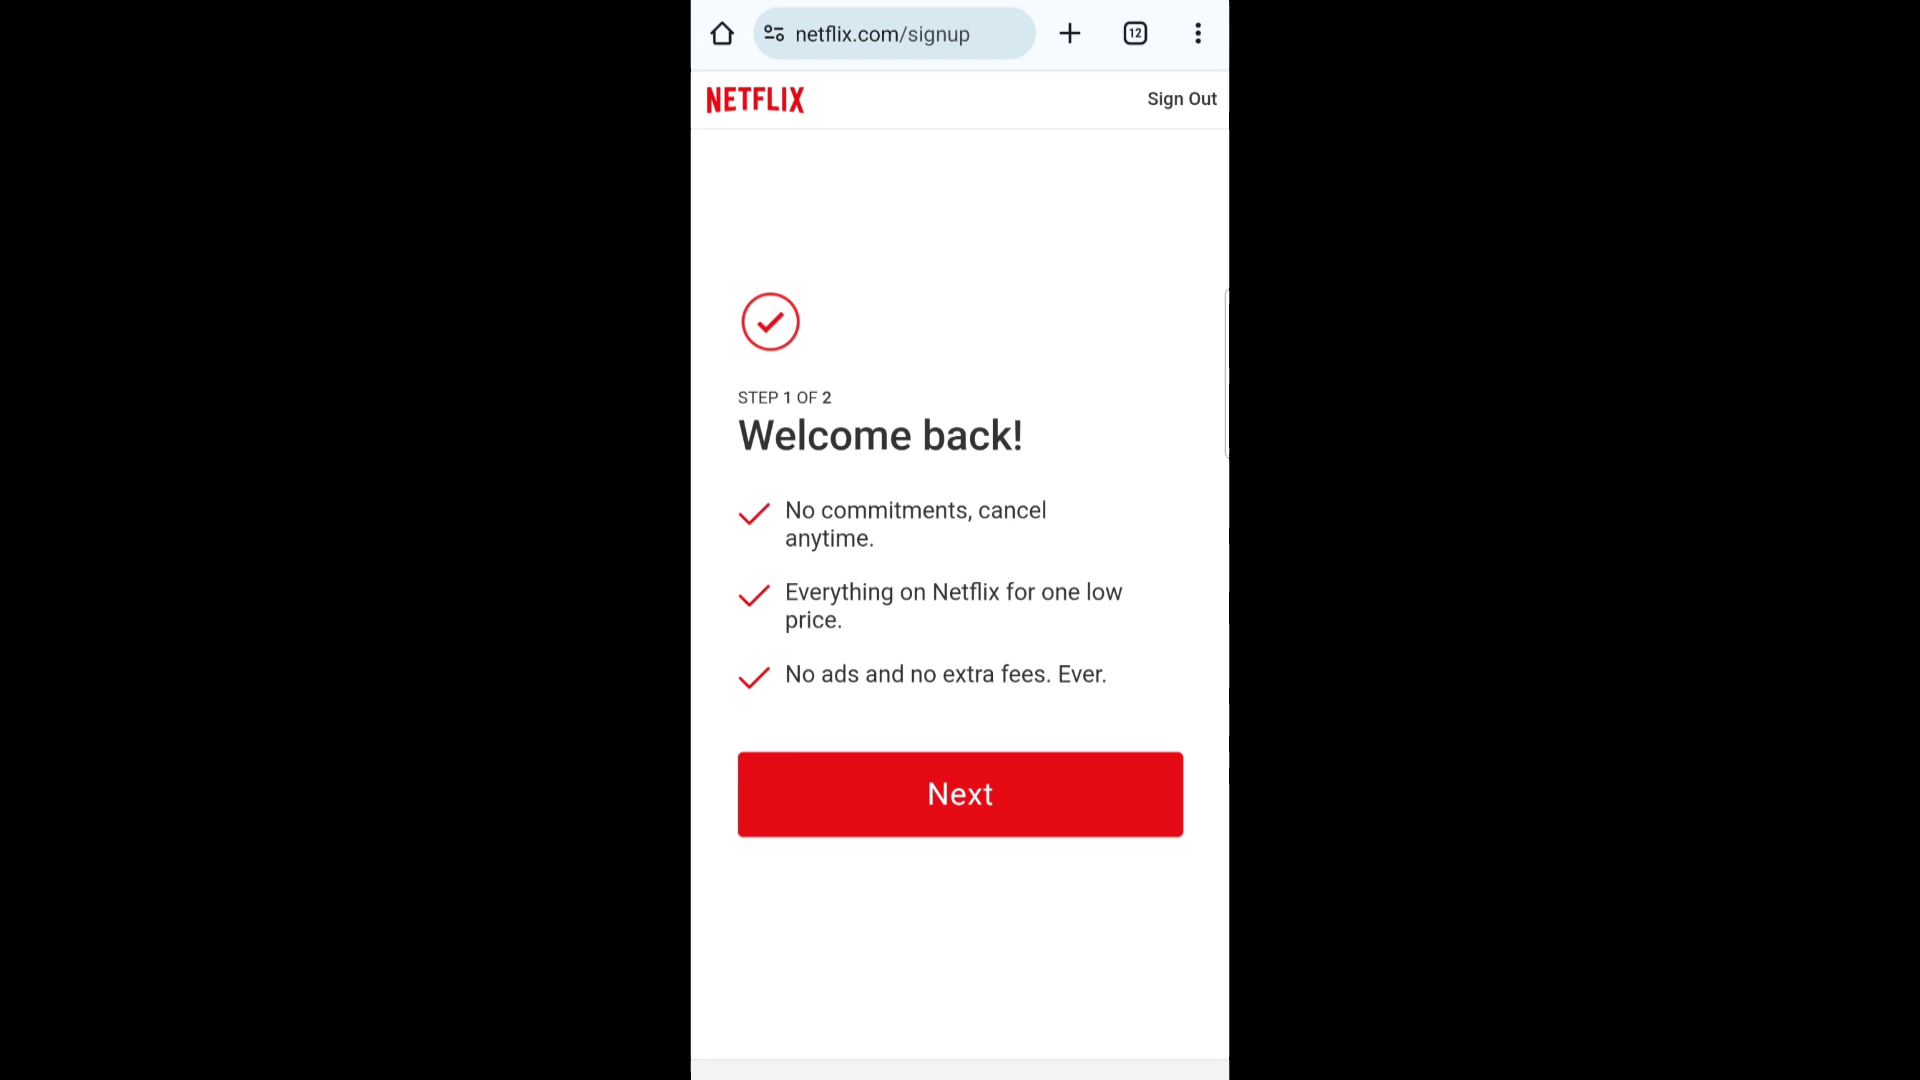 netflix.com/signup
12
NETFLIX
Sign Out
STEP 1 OF 2
Welcome back!
No commitments, cancel
anytime.
Everything on Netflix for one low
price.
No ads and no extra fees. Ever.
Next